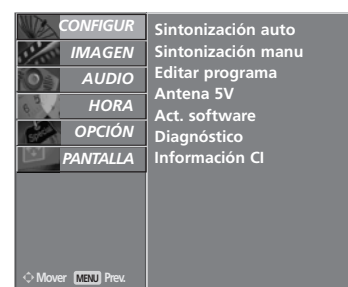 CONFIGUR
IMAGEN
AUDIO
HORA
OPCIÓN
PANTALLA
Sintonización auto
Sintonización manu
Editar programa
Antena 5V
Act. software
Diagnóstico
Información CI
Mover MENU Prev.